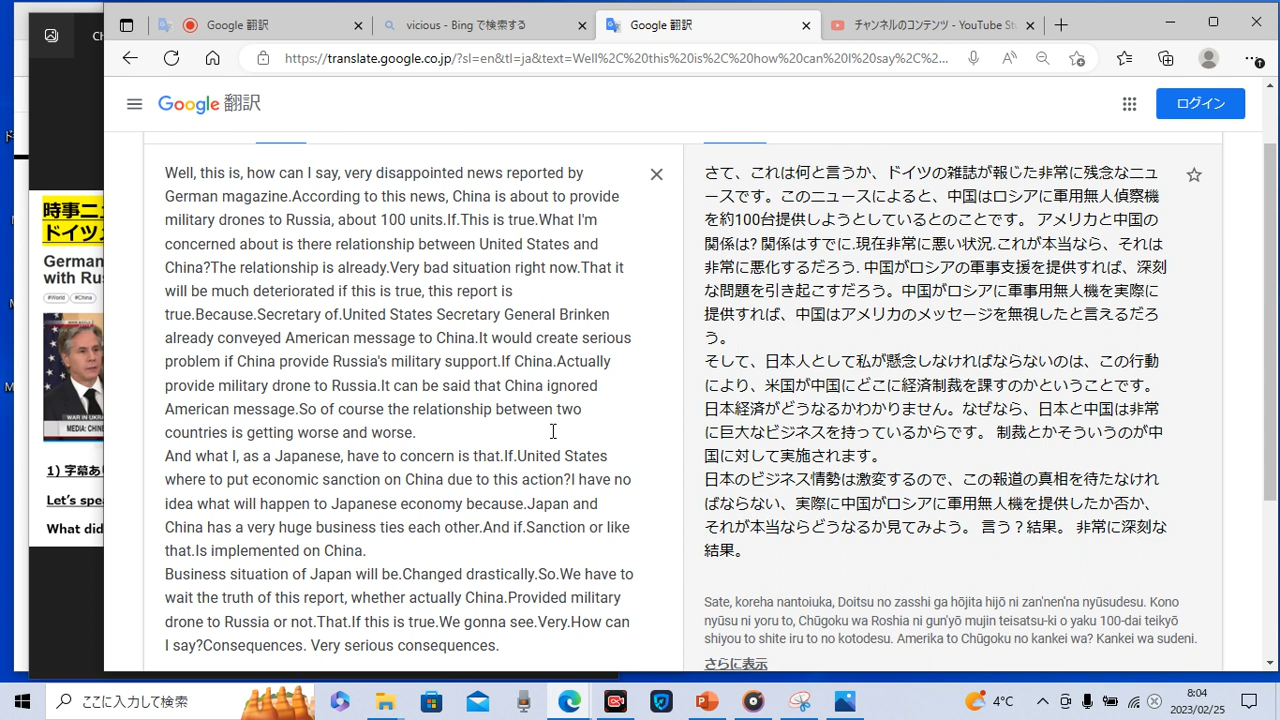 Ch
Google 翻訳
vicious - Bing で検索する
Google 翻訳
チャンネルのコンテンツ - YouTube St
https://translate.google.co.jp/?sl=en&tl=ja&text=Well%2C%20this%20is%2C%20how%20can%20I%20say%2C%2...
Google 翻訳
ログイン
Well, this is, how can I say, very disappointed news reported by
German magazine.According to this news, China is about to provide
military drones to Russia, about 100 units.If.This is true.What I'm
concerned about is there relationship between United States and
China?The relationship is already.Very bad situation right now.That it
will be much deteriorated if this is true, this report is
true.Because.Secretary of.United States Secretary General Brinken
already conveyed American message to China.It would create serious
problem if China provide Russia's military support.If China.Actually
provide military drone to Russia.It can be said that China ignored
American message.So of course the relationship between two
countries is getting worse and worse.
And what I, as a Japanese, have to concern is that.If.United States
where to put economic sanction on China due to this action?I have no
idea what will happen to Japanese economy because.Japan and
China has a very huge business ties each other.And if.Sanction or like
that.Is implemented on China.
Business situation of Japan will be.Changed drastically.So.We have to
wait the truth of this report, whether actually China.Provided military
drone to Russia or not.That.If this is true.We gonna see.Very.How can
I say?Consequences. Very serious consequences.
さて、これは何と言うか、ドイツの雑誌が報じた非常に残念なニュ
ースです。このニュースによると、中国はロシアに軍用無人偵察機
を約100台提供しようとしているとのことです。 アメリカと中国の
関係は? 関係はすでに.現在非常に悪い状況.これが本当なら、それは
非常に悪化するだろう. 中国がロシアの軍事支援を提供すれば、深刻
な問題を引き起こすだろう。中国がロシアに軍事用無人機を実際に
提供すれば、中国はアメリカのメッセージを無視したと言えるだろ
う。
そして、日本人として私が懸念しなければならないのは、この行動
により、米国が中国にどこに経済制裁を課すのかということです。
日本経済がどうなるかわかりません。なぜなら、日本と中国は非常
に巨大なビジネスを持っているからです。 制裁とかそういうのが中
国に対して実施されます。
日本のビジネス情勢は激変するので、この報道の真相を待たなけれ
ばならない、実際に中国がロシアに軍用無人機を提供したか否か、
それが本当ならどうなるか見てみよう。 言う？結果。 非常に深刻な
結果。
Sate, koreha nantoiuka, Doitsu no zasshi ga hōjita hijō ni zan'nen'na nyūsudesu. Kono
nyūsu ni yoru to, Chūgoku wa Roshia ni gun'yō mujin teisatsu-ki o yaku 100-dai teikyō
shiyou to shite iru to no kotodesu. Amerika to Chūgoku no kankei wa? Kankei wa sudeni.
さらに表示
時事ニュ
ドイツメ
German
with Rus
#World
#China
WAR IN UKRA
MEDIA: CHINE
1) 字幕あ
Let's spe
What did
ここに入力して検索
4°C
8:04
2023/02/25